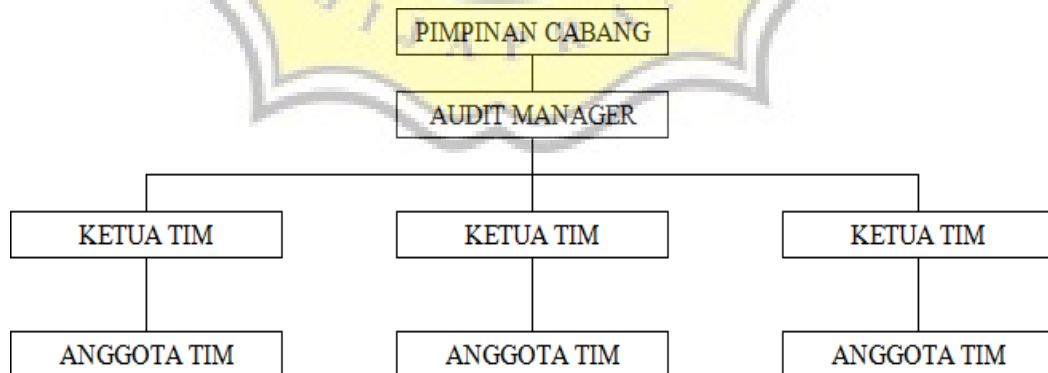 PIMPINAN CABANG
AUDIT MANAGER
KETUA TIM KETUA TIM KETUA TIM
ANGGOTA TIM ANGGOTA TIM ANGGOTA TIM